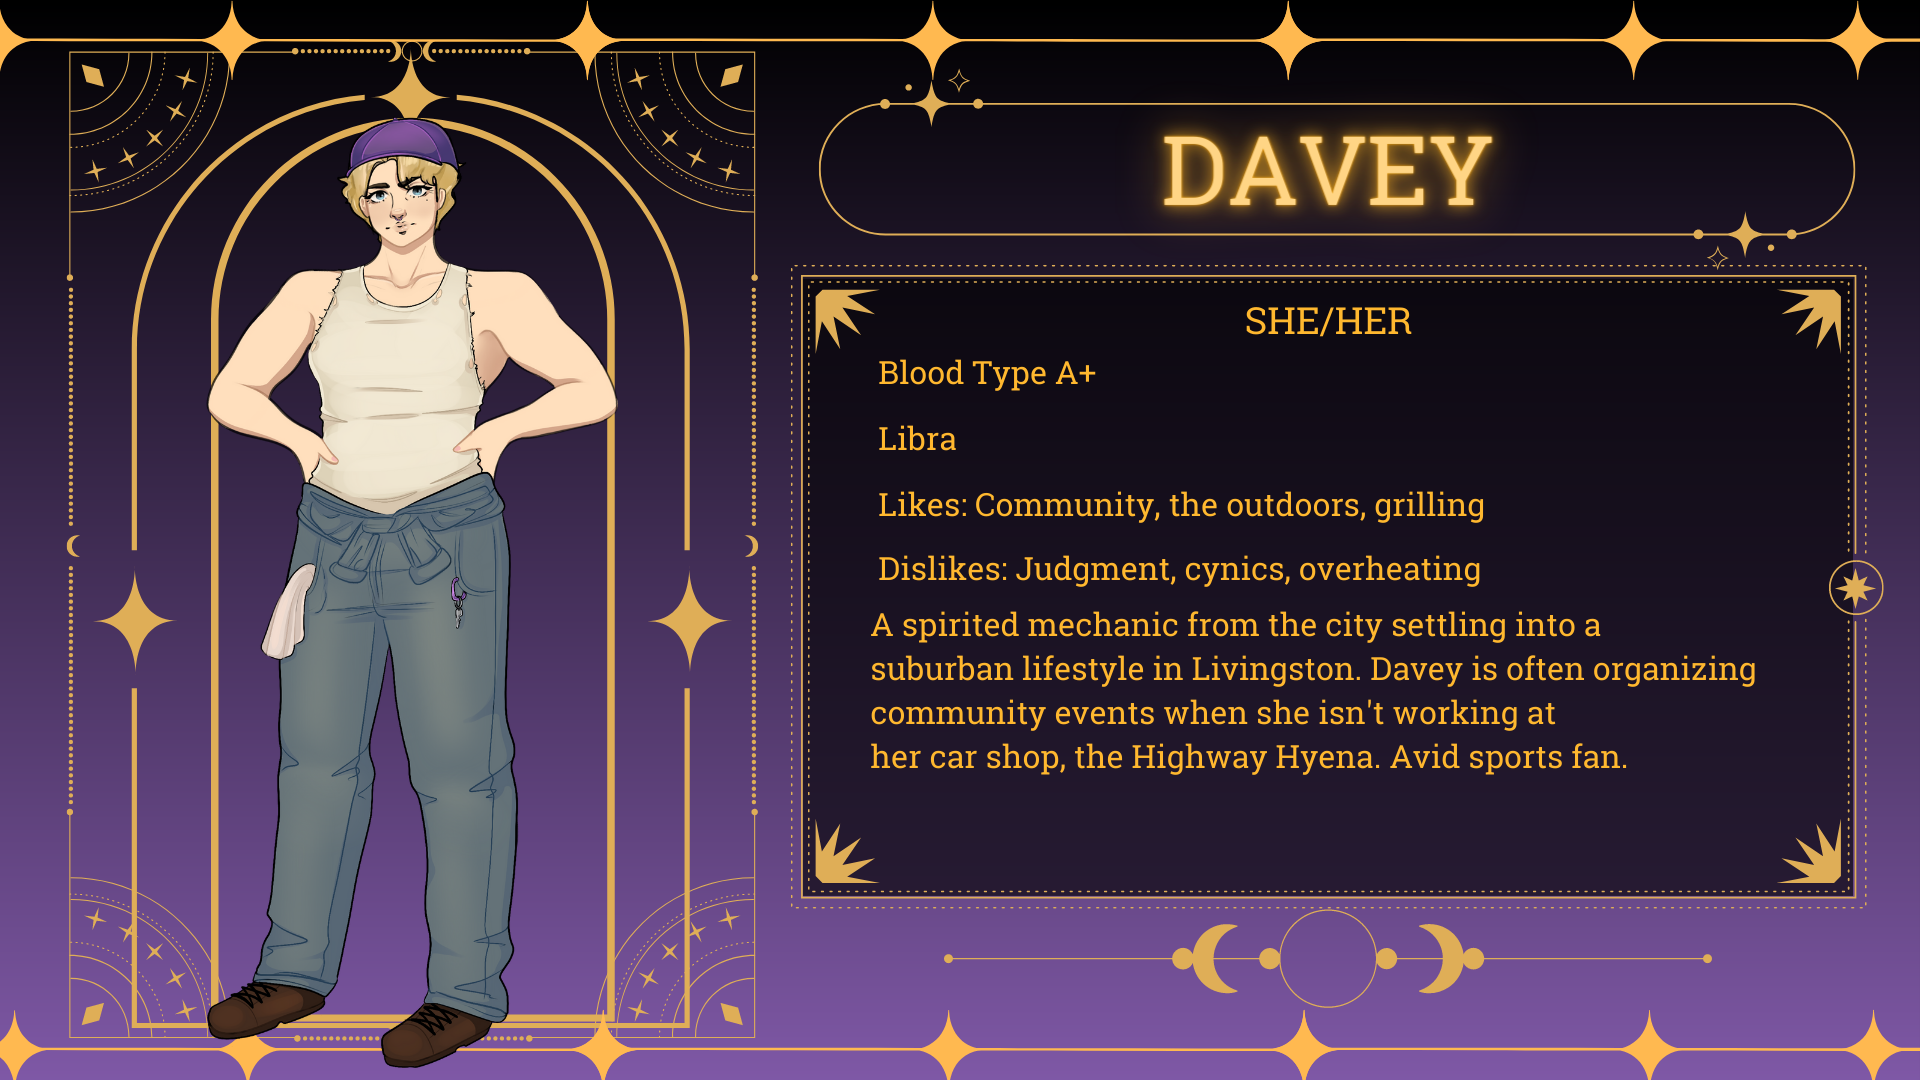 DAVEY
SHE/HER
Blood Type A+
Libra
Likes: Community, the outdoors, grilling
Dislikes: Judgment, cynics, overheating
A spirited mechanic from the city settling into a
suburban lifestyle in Livingston. Davey is often organizing
community events when she isn't working at
her car shop, the Highway Hyena. Avid sports fan.